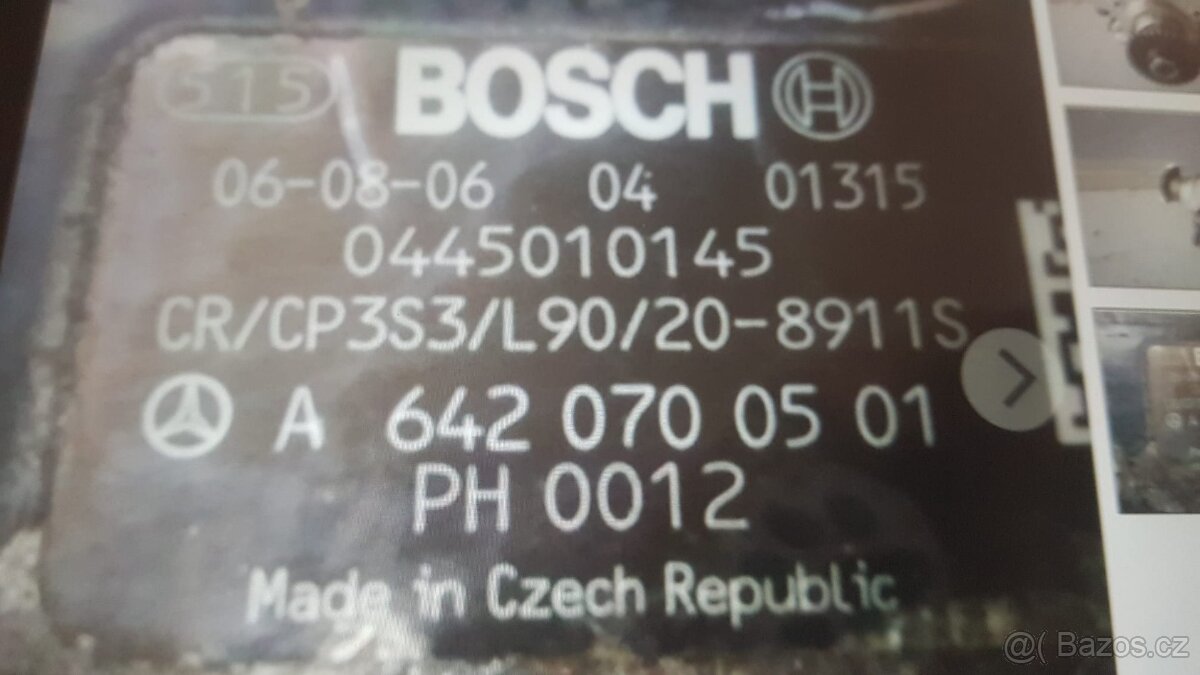 515 BOSCH
06-08-06 04 01315
0445010145
CR/CP3S3/L90/20-8911S
A 642 070 05 01
PH 0012
Made in Czech Republic
@( Bazos.cz